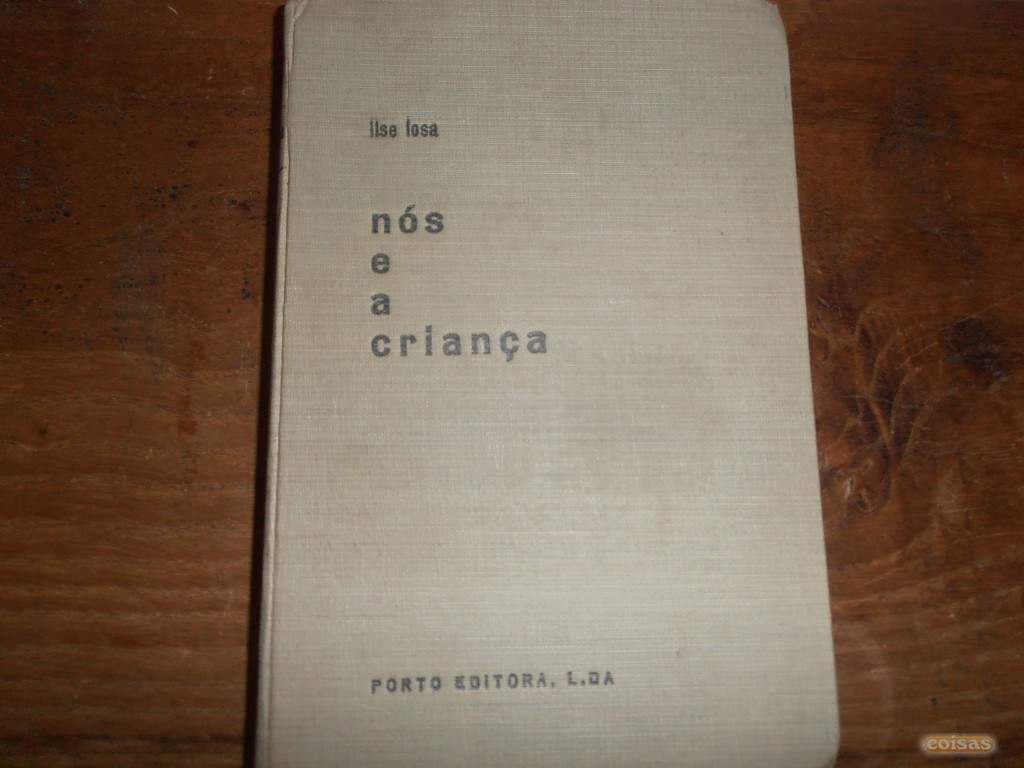 ilse losa
nós
e
a
criança
PORTO EDITORA, L.DA
coisas